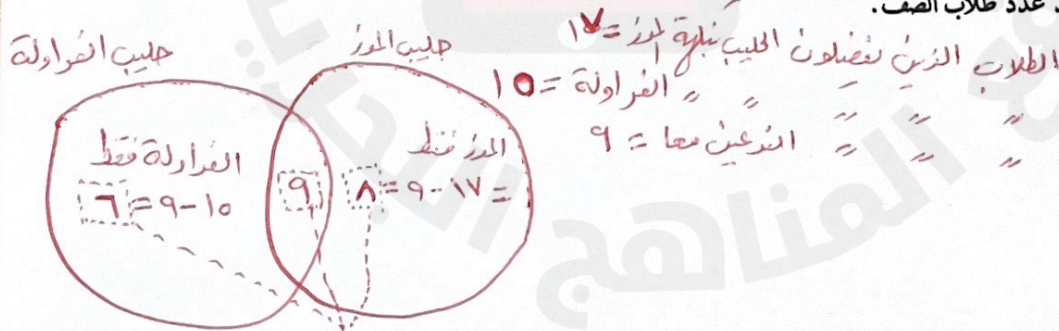 عدد طلاب الصف.
الطلاب الذين يفضلون الحليب بنكهة الموز = ١٧
〃 〃 〃 〃 〃 الفراولة = ١٥
〃 〃 〃 〃 النوعين معا = ٩
حليب الموز
حليب الفراولة
الموز فقط
= ١٧ - ٩ = ٨
٩
الفراولة فقط
١٥ - ٩ = ٦
المناهج